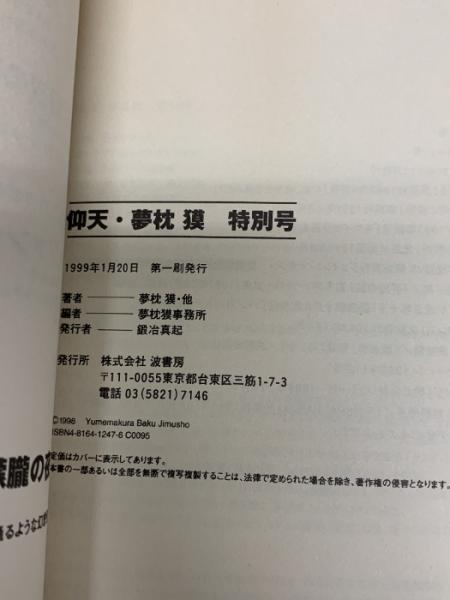 仰天・夢枕 獏 特別号
1999年1月20日 第一刷発行
著者 ——— 夢枕 獏・他
編者 ——— 夢枕獏事務所
発行者 ——— 鍛冶真起
発行所 株式会社 波書房
〒111-0055東京都台東区三筋1-7-3
電話 03(5821)7146
©1998 Yumemakura Baku Jimusho
ISBN4-8164-1247-6 C0095
定価はカバーに表示してあります。
本書の一部あるいは全部を無断で複写複製することは、法律で定められた場合を除き、著作権の侵害となります。
朧の
るような幻